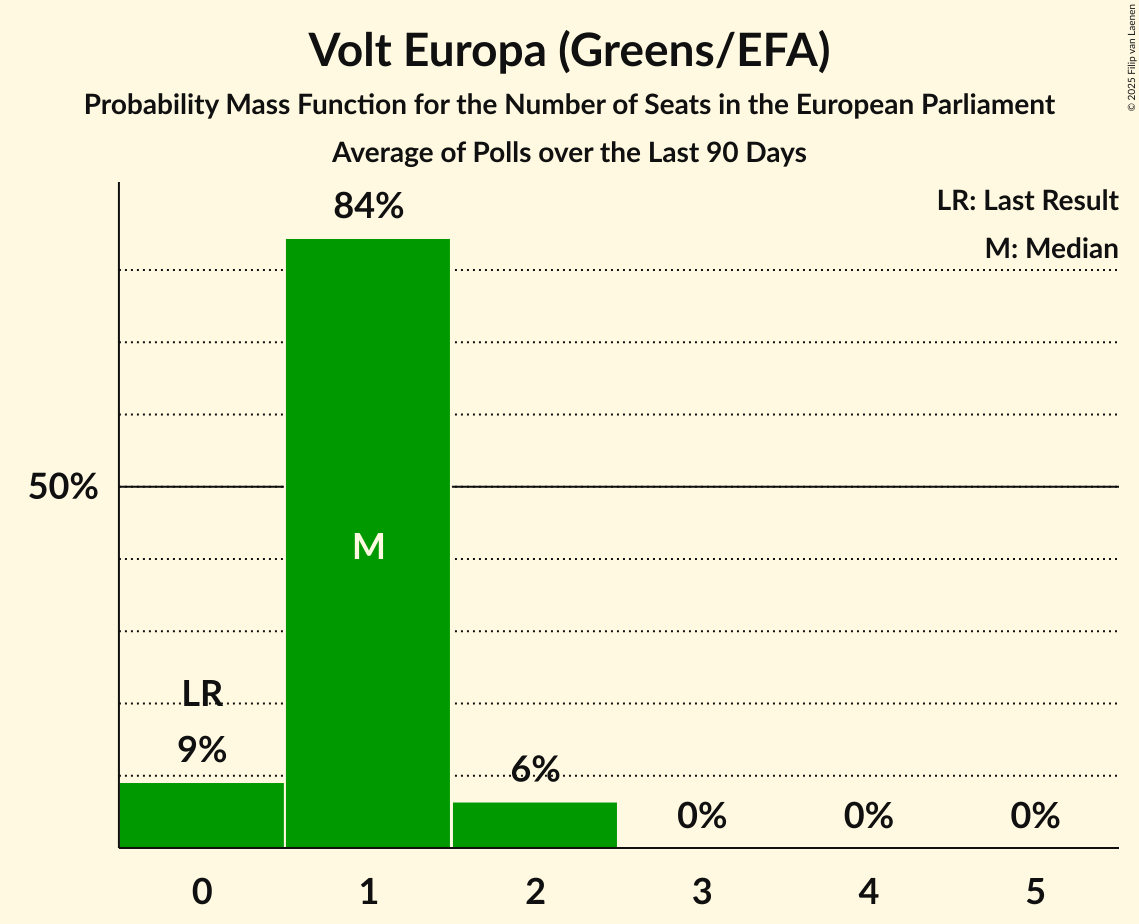 Volt Europa (Greens/EFA)
Probability Mass Function for the Number of Seats in the European Parliament
Average of Polls over the Last 90 Days
© 2025 Filip van Laenen
LR: Last Result
M: Median
84%
50%
M
LR
9%
6%
0%
0%
0%
0
1
2
3
4
5